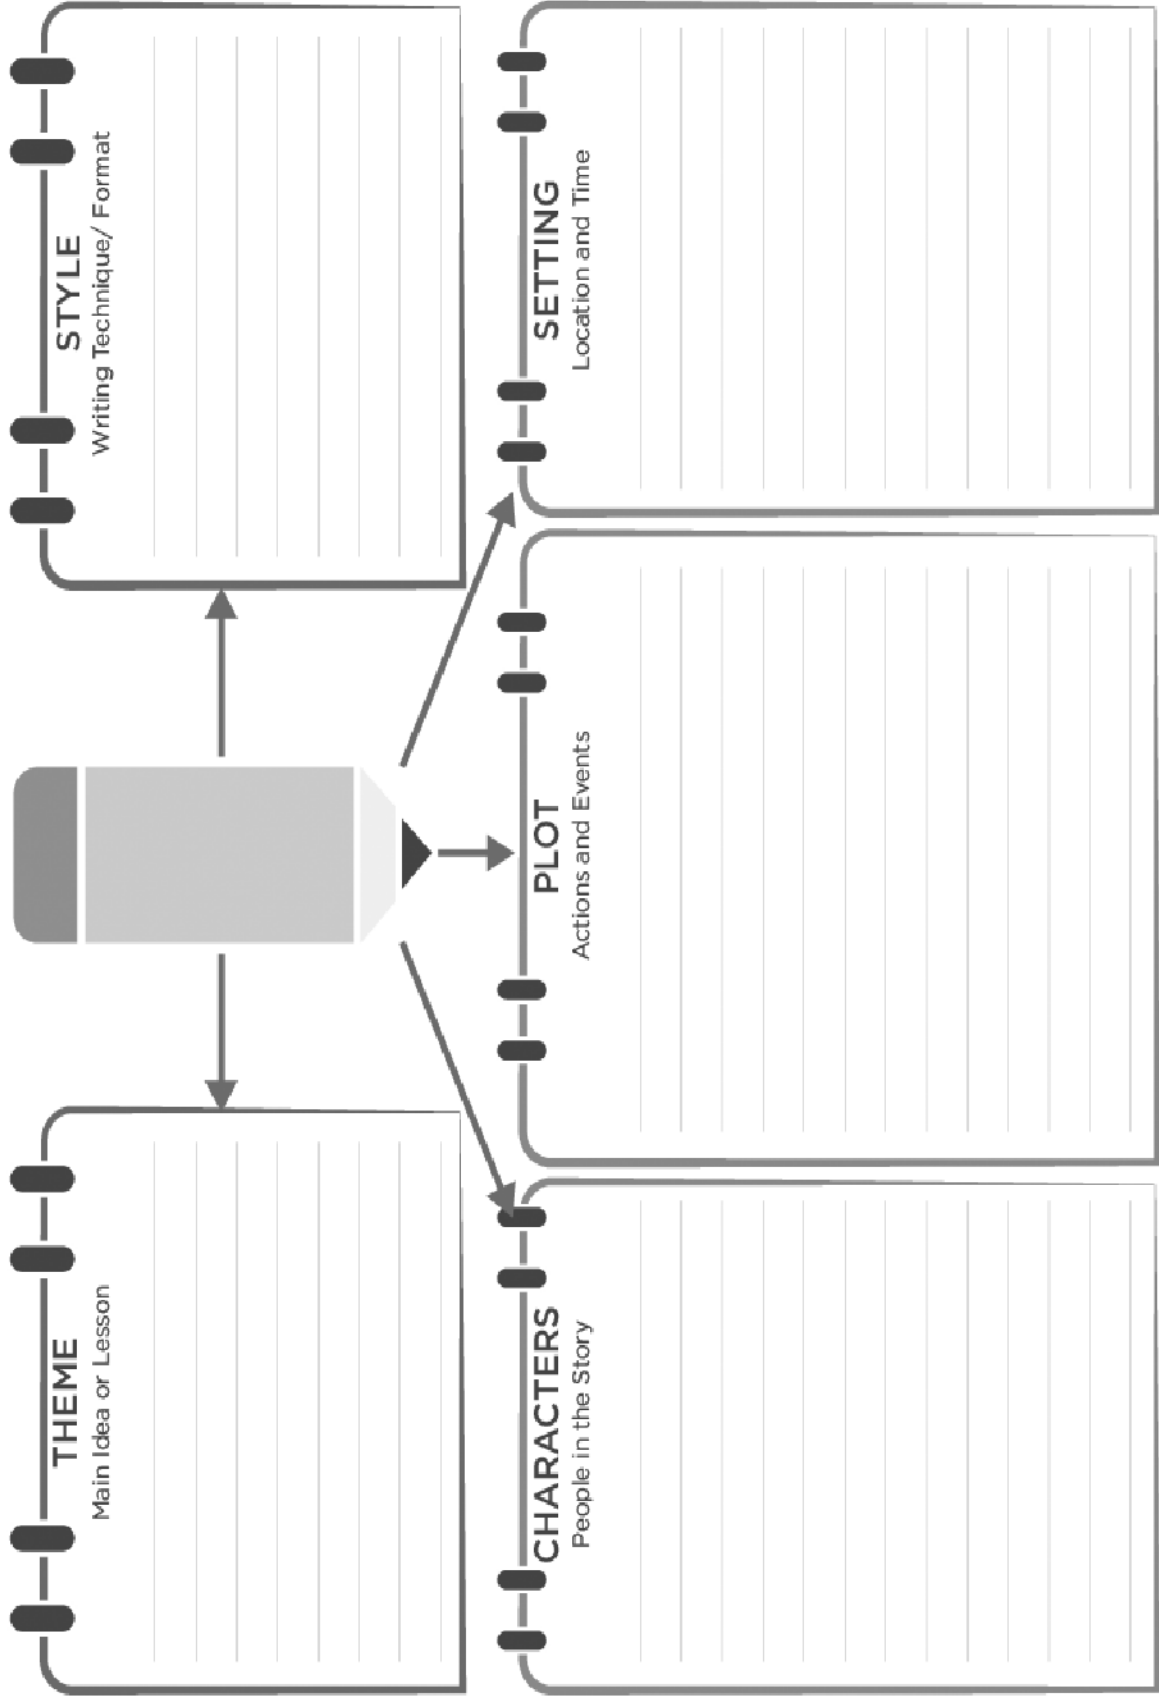 THEME
Main Idea or Lesson
STYLE
Writing Technique/ Format
CHARACTERS
People in the Story
PLOT
Actions and Events
SETTING
Location and Time